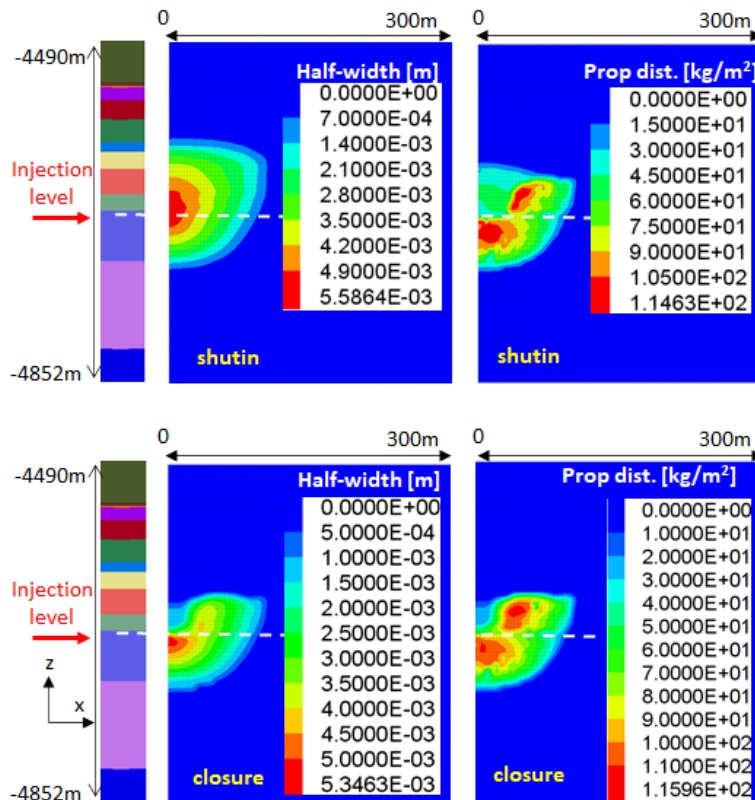 0
300m
0
300m
-4490m
Half-width [m]
0.0000E+00
7.0000E-04
1.4000E-03
2.1000E-03
2.8000E-03
3.5000E-03
4.2000E-03
4.9000E-03
5.5864E-03
Prop dist. [kg/m²]
0.0000E+00
1.5000E+01
3.0000E+01
4.5000E+01
6.0000E+01
7.5000E+01
9.0000E+01
1.0500E+02
1.1463E+02
Injection
level
shutin
shutin
-4852m
0
300m
0
300m
-4490m
Half-width [m]
0.0000E+00
5.0000E-04
1.0000E-03
1.5000E-03
2.0000E-03
2.5000E-03
3.0000E-03
3.5000E-03
4.0000E-03
4.5000E-03
5.0000E-03
5.3463E-03
Prop dist. [kg/m²]
0.0000E+00
1.0000E+01
2.0000E+01
3.0000E+01
4.0000E+01
5.0000E+01
6.0000E+01
7.0000E+01
8.0000E+01
9.0000E+01
1.0000E+02
1.1000E+02
1.1596E+02
Injection
level
z
x
closure
closure
-4852m